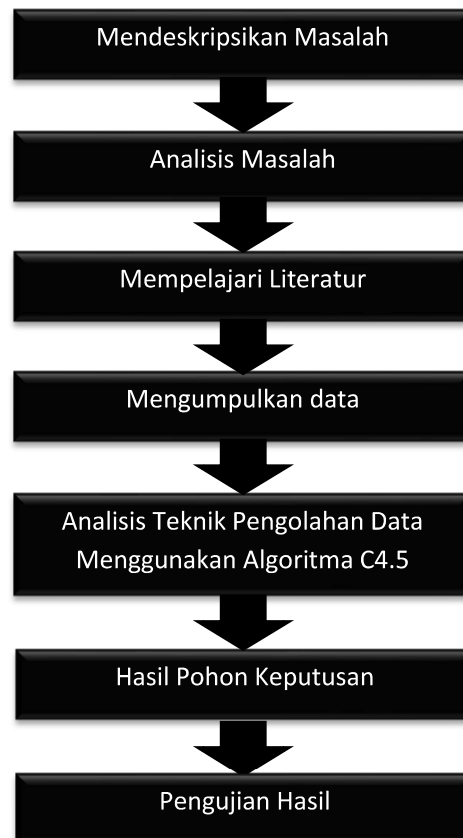 Mendeskripsikan Masalah
Analisis Masalah
Mempelajari Literatur
Mengumpulkan data
Analisis Teknik Pengolahan Data
Menggunakan Algoritma C4.5
Hasil Pohon Keputusan
Pengujian Hasil